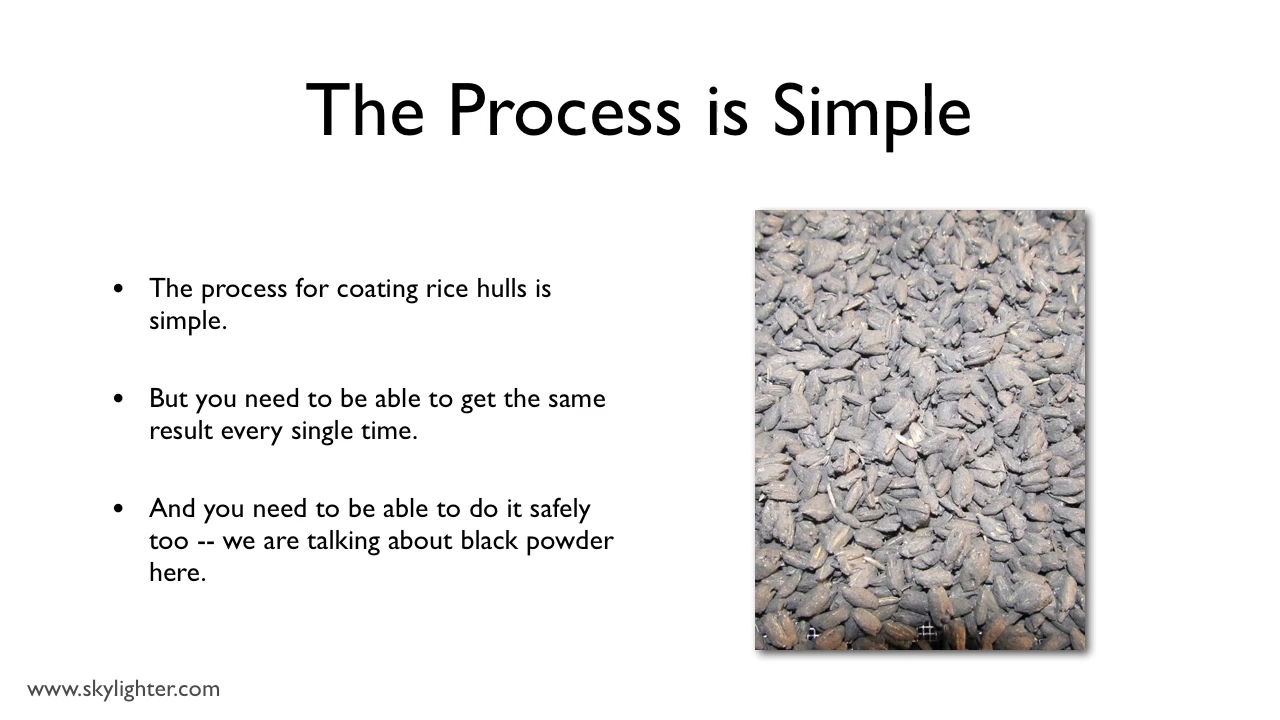 The Process is Simple
• The process for coating rice hulls is
simple.
• But you need to be able to get the same
result every single time.
• And you need to be able to do it safely
too -- we are talking about black powder
here.
www.skylighter.com